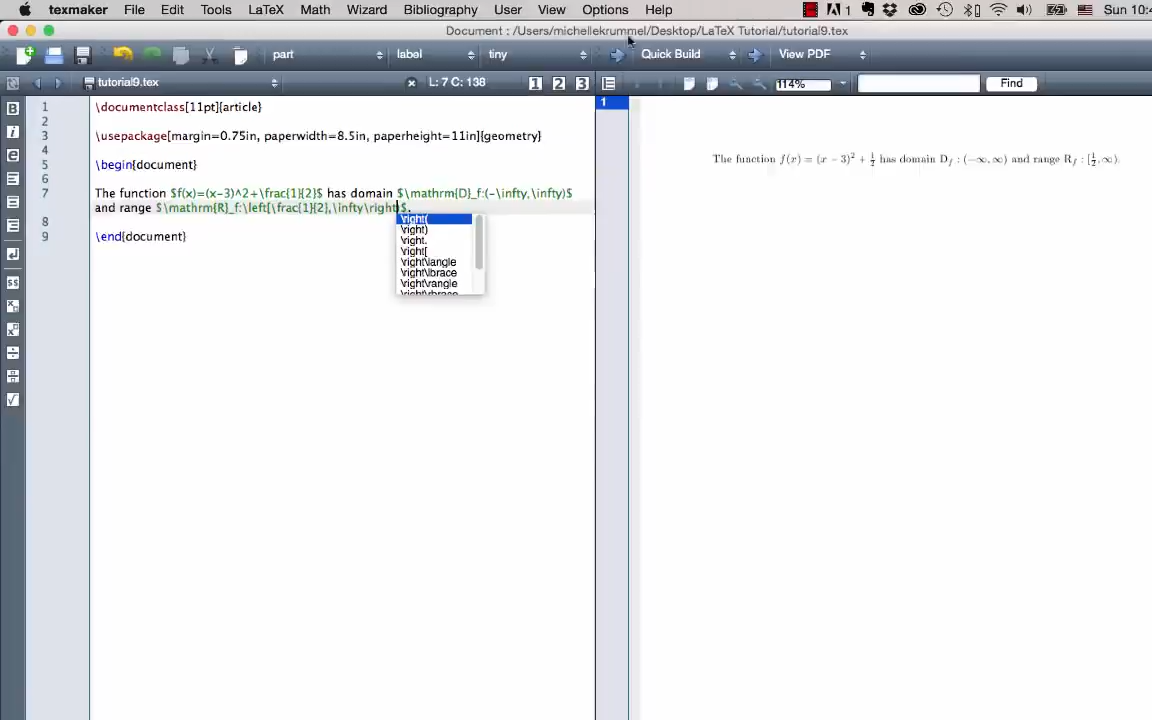 texmaker File Edit Tools LaTeX Math Wizard Bibliography User View Options Help 1 SUN 10:4
Document : /Users/michellekrummel/Desktop/LaTeX Tutorial/tutorial9.tex
part label tiny Quick Build View PDF
tutorial9.tex L: 7 C: 138 1 2 3 114% Find
1 \documentclass[11pt]{article}
2
3 \usepackage[margin=0.75in, paperwidth=8.5in, paperheight=11in]{geometry}
4
5 \begin{document}
6
7 The function $f(x)=(x-3)^2+\frac{1}{2}$ has domain $\mathrm{D}_f:(-\infty,\infty)$
and range $\mathrm{R}_f:\left[\frac{1}{2},\infty\right)$.
8
9 \end{document}
\right(
\right)
\right.
\right[
\right\langle
\right\lbrace
\right\rangle
\right\rbrace
1
The function f(x) = (x − 3)² + 1/2 has domain D_f : (−∞, ∞) and range R_f : [1/2, ∞).